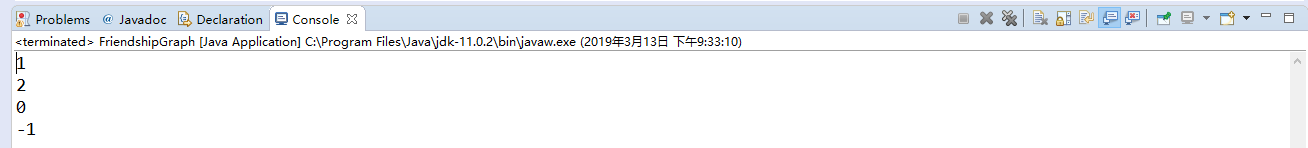 Problems @ Javadoc Declaration Console
<terminated> FriendshipGraph [Java Application] C:\Program Files\Java\jdk-11.0.2\bin\javaw.exe (2019年3月13日 下午9:33:10)
1
2
0
-1